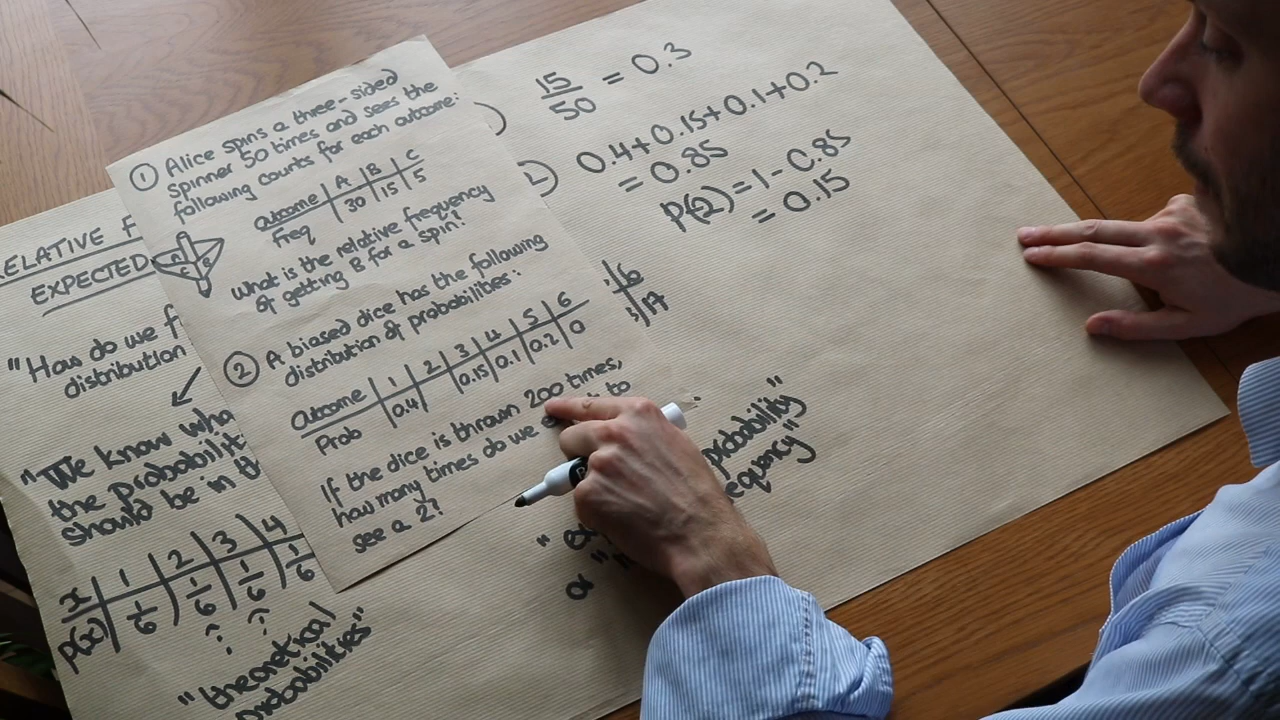 ① Alice spins a three-sided
spinner 50 times and sees the
following counts for each outcome:
Outcome A B C
Freq 30 15 5
What is the relative frequency
of getting B for a spin?
② A biased dice has the following
distribution of probabilities:
Outcome 1 2 3 4 5 6
Prob 0.4 0.15 0.1 0.2 0
If the dice is thrown 200 times,
how many times do we to
see a 2?
15/50 = 0.3
0.4+0.15+0.1+0.2
= 0.85
P(2) = 1 - 0.85
= 0.15
RELATIVE
EXPECTED
"How do we
distribution
"We know
the
should be in
x 1 2 3 4
P(x) 1/6 1/6 1/6 1/6
"theoretical
probabilities"
6
17
probability"
or "